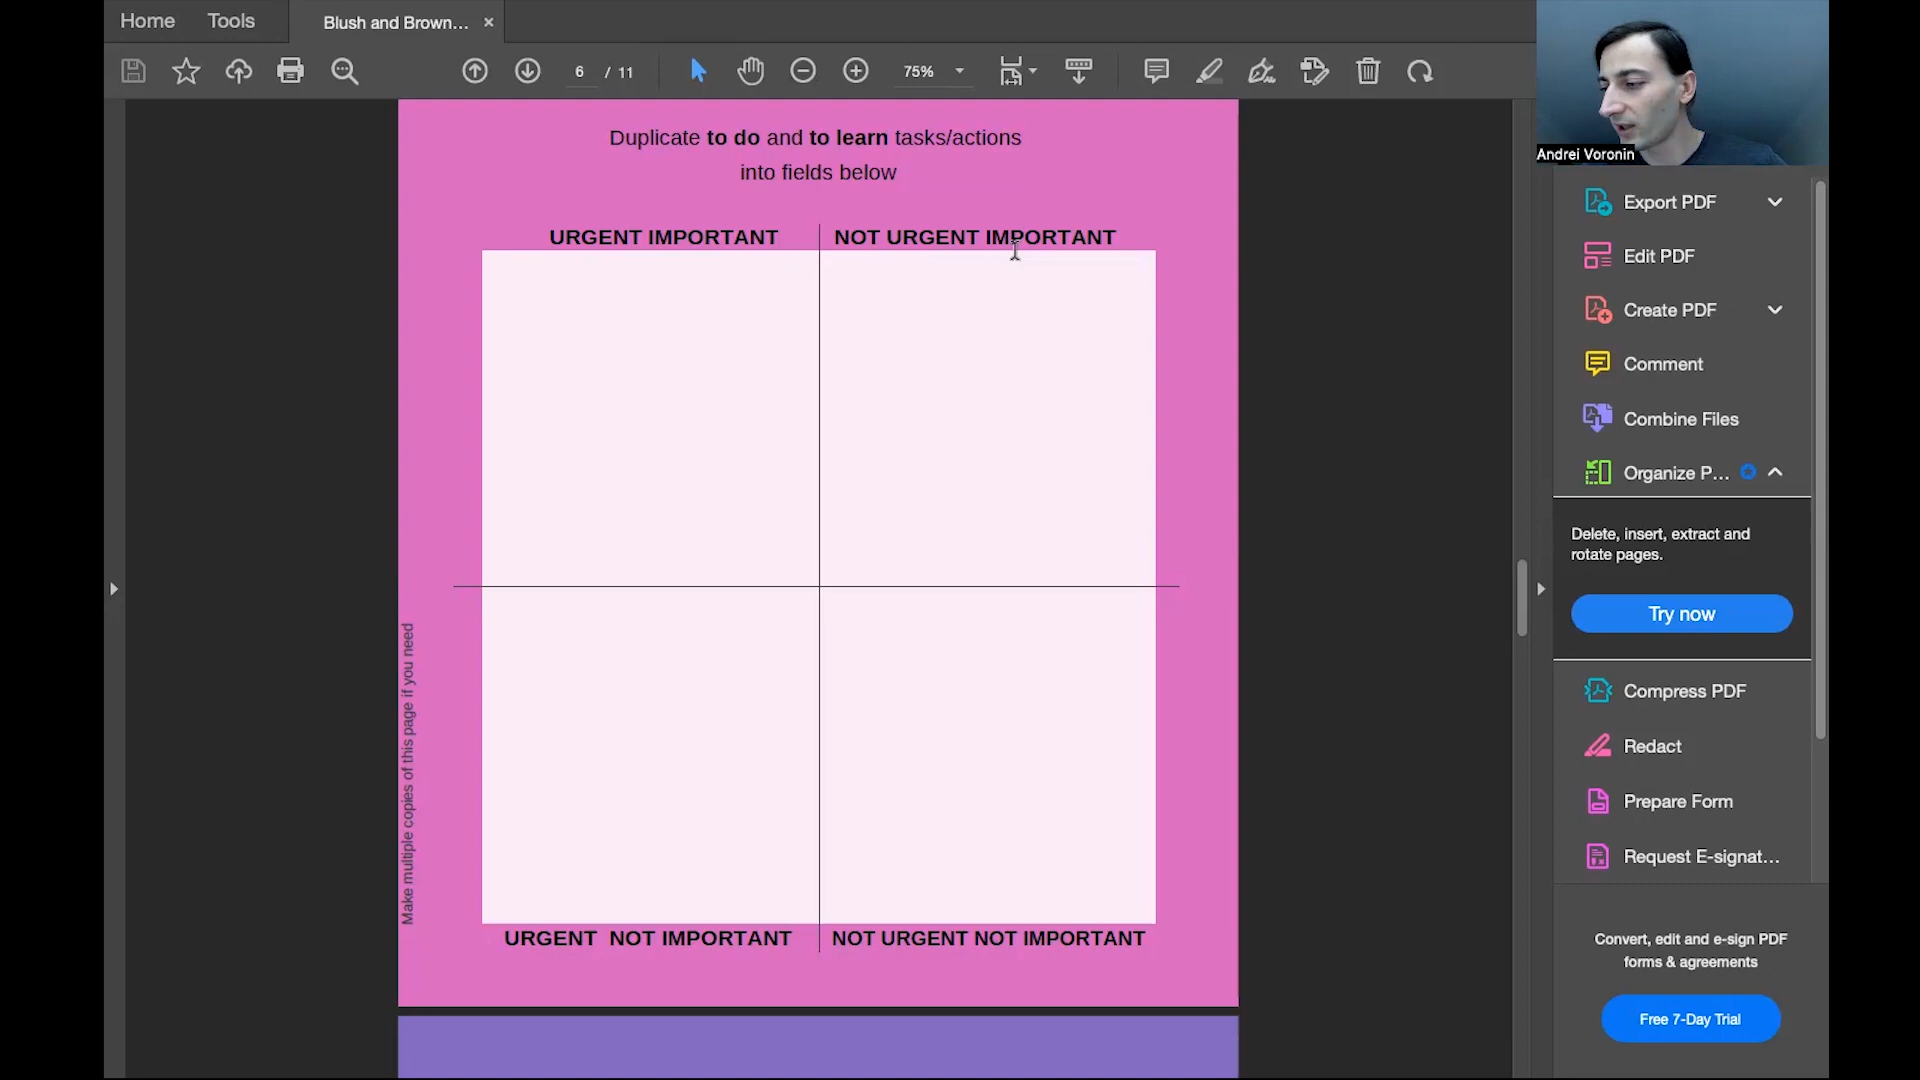 Home
Tools
Blush and Brown...
6 / 11
75%
Andrei Voronin
Duplicate to do and to learn tasks/actions
into fields below
URGENT IMPORTANT
NOT URGENT IMPORTANT
Make multiple copies of this page if you need
URGENT NOT IMPORTANT
NOT URGENT NOT IMPORTANT
Export PDF
Edit PDF
Create PDF
Comment
Combine Files
Organize P...
Delete, insert, extract and
rotate pages.
Try now
Compress PDF
Redact
Prepare Form
Request E-signat...
Convert, edit and e-sign PDF
forms & agreements
Free 7-Day Trial